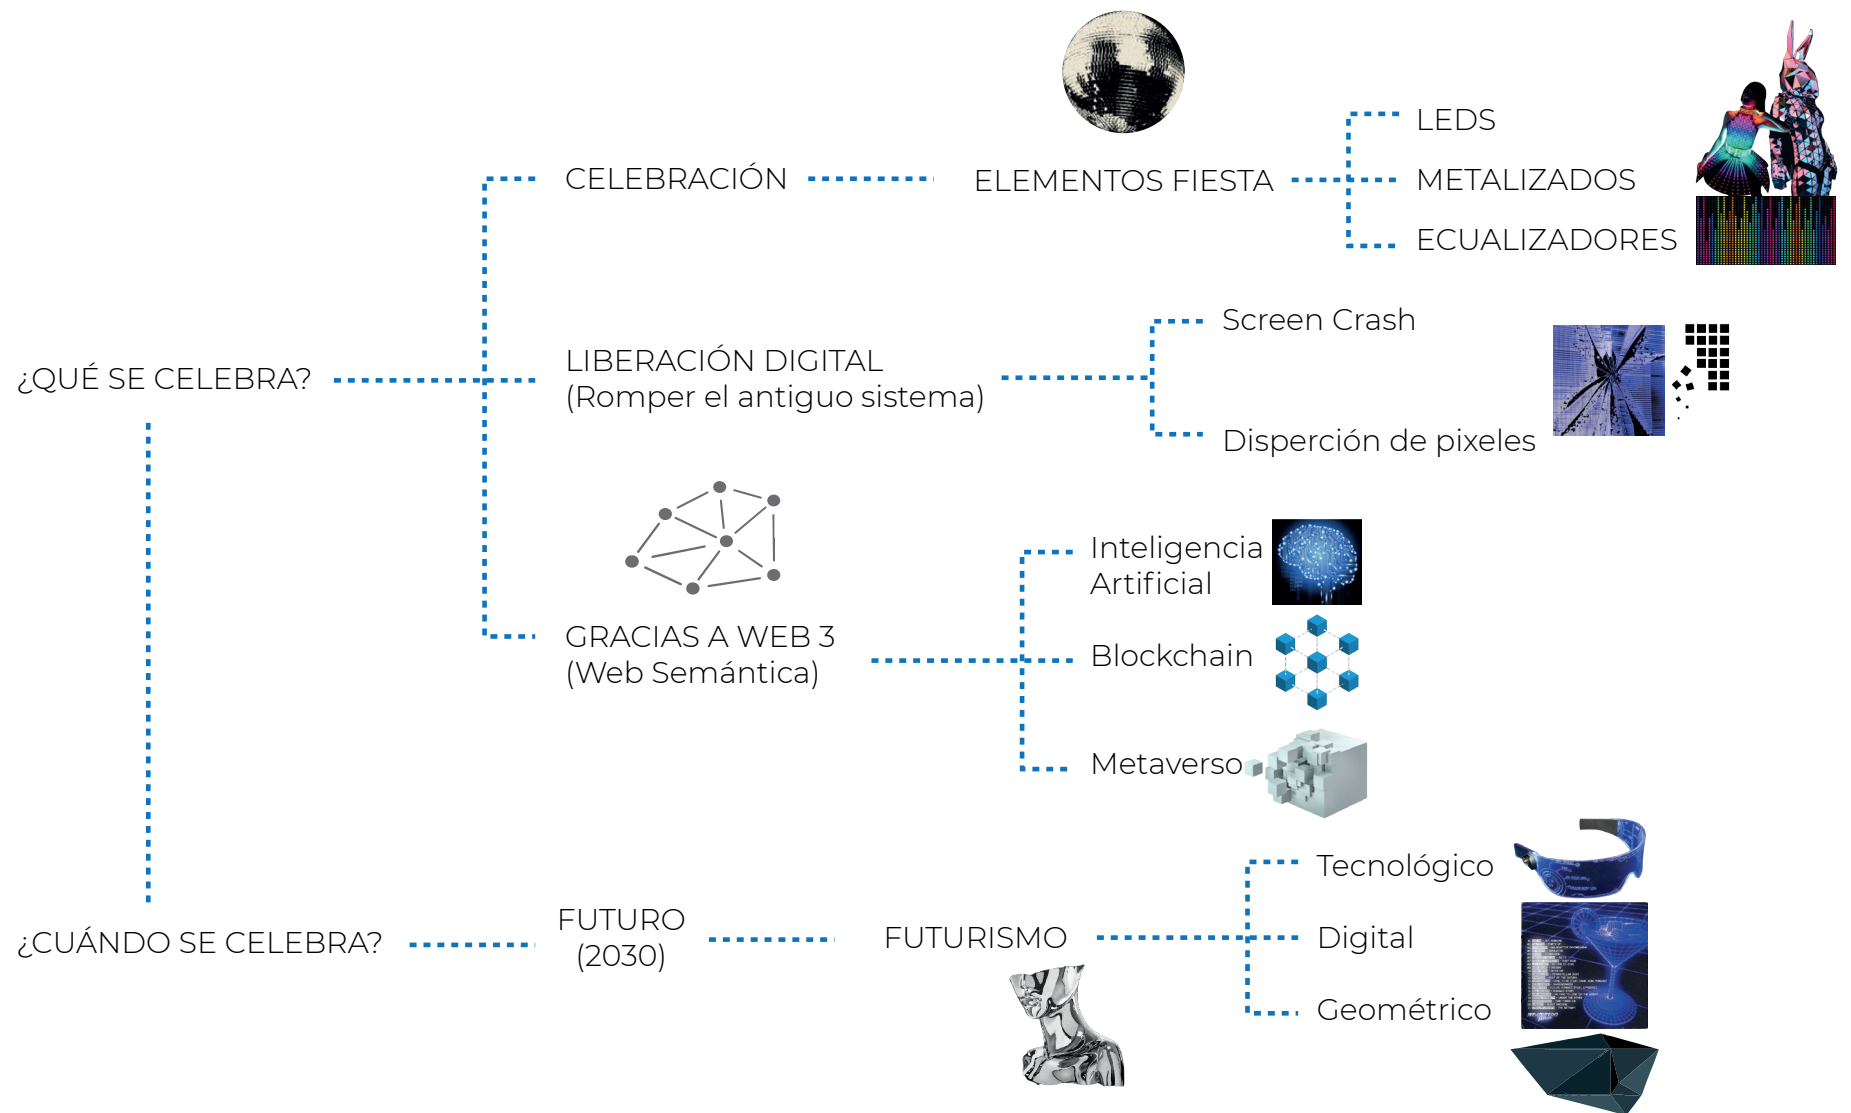 ¿QUÉ SE CELEBRA?
CELEBRACIÓN
ELEMENTOS FIESTA
LEDS
METALIZADOS
ECUALIZADORES
LIBERACIÓN DIGITAL
(Romper el antiguo sistema)
Screen Crash
Disperción de pixeles
GRACIAS A WEB 3
(Web Semántica)
Inteligencia
Artificial
Blockchain
Metaverso
¿CUÁNDO SE CELEBRA?
FUTURO
(2030)
FUTURISMO
Tecnológico
Digital
Geométrico